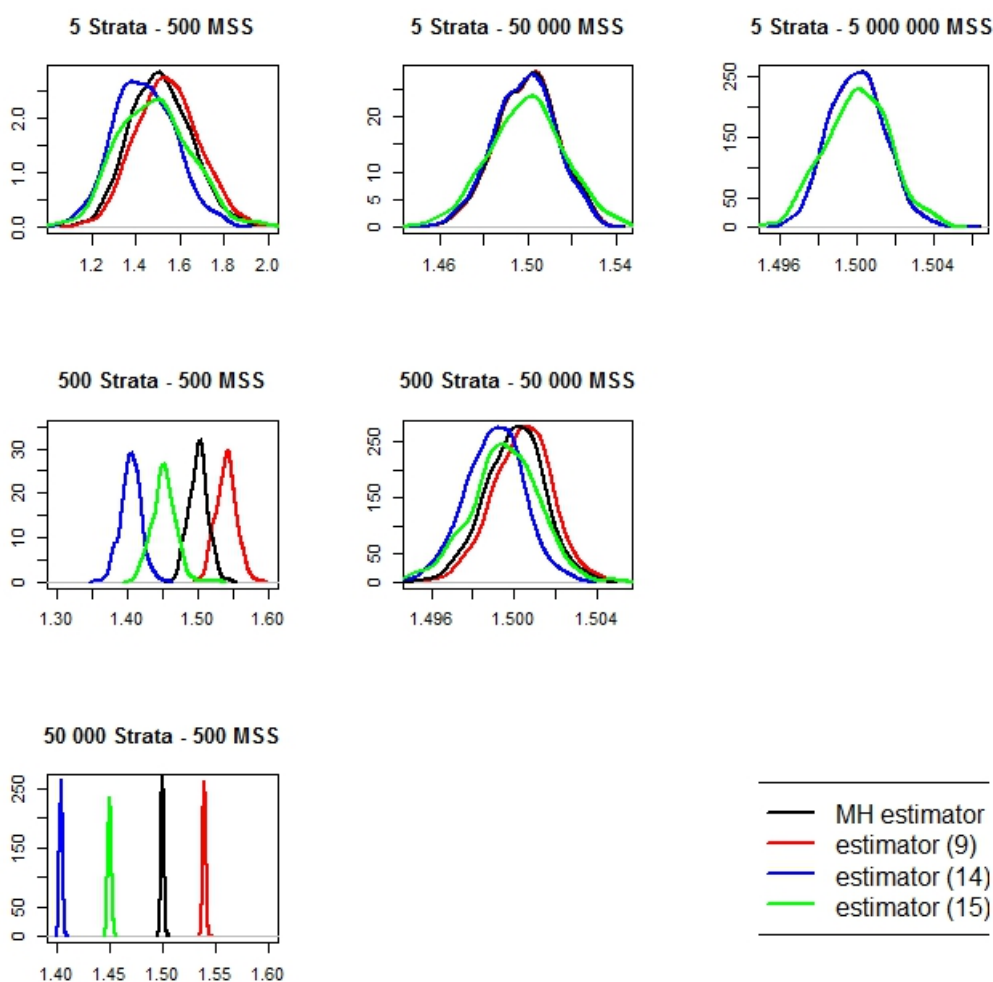 5 Strata - 500 MSS
5 Strata - 50 000 MSS
5 Strata - 5 000 000 MSS
0.0 1.0 2.0
1.2 1.4 1.6 1.8 2.0
0 5 10 20
1.46 1.50 1.54
0 50 150 250
1.496 1.500 1.504
500 Strata - 500 MSS
500 Strata - 50 000 MSS
0 10 20 30
1.30 1.40 1.50 1.60
0 50 150 250
1.496 1.500 1.504
50 000 Strata - 500 MSS
0 50 150 250
1.40 1.45 1.50 1.55 1.60
MH estimator
estimator (9)
estimator (14)
estimator (15)